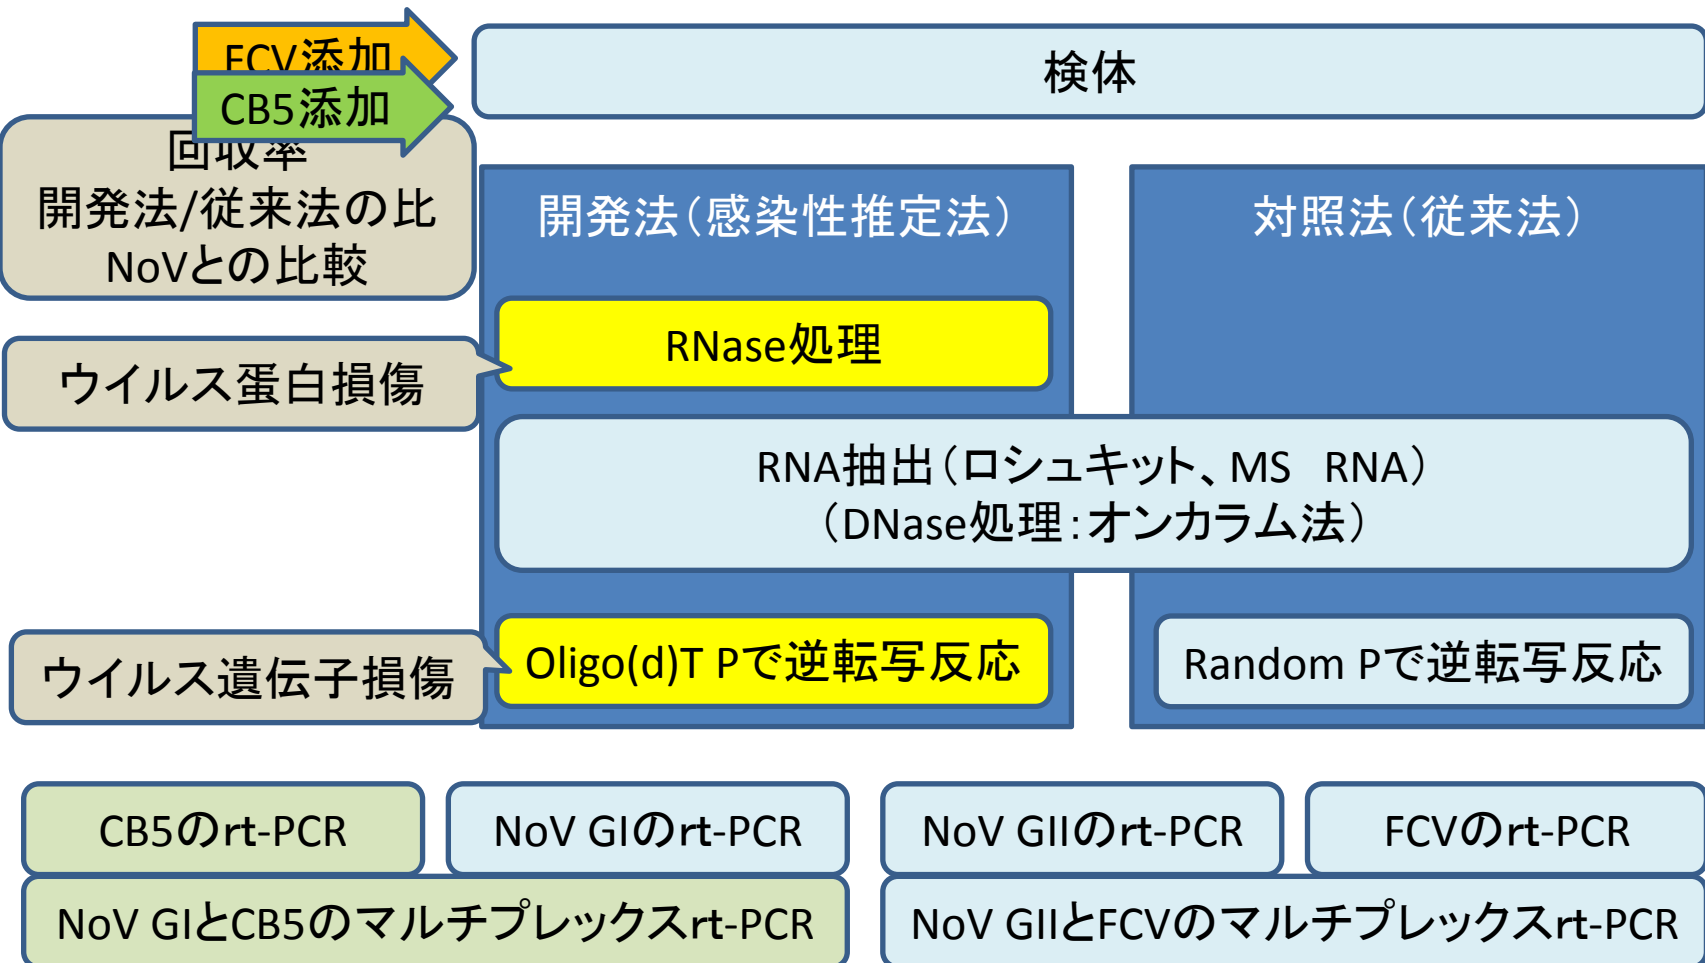 FCV添加
CB5添加
検体
回収率
開発法/従来法の比
NoVとの比較
開発法(感染性推定法)
対照法(従来法)
RNase処理
ウイルス蛋白損傷
RNA抽出(ロシュキット、MS RNA)
(DNase処理:オンカラム法)
ウイルス遺伝子損傷
Oligo(d)T Pで逆転写反応
Random Pで逆転写反応
CB5のrt-PCR
NoV GIのrt-PCR
NoV GIIのrt-PCR
FCVのrt-PCR
NoV GIとCB5のマルチプレックスrt-PCR
NoV GIIとFCVのマルチプレックスrt-PCR